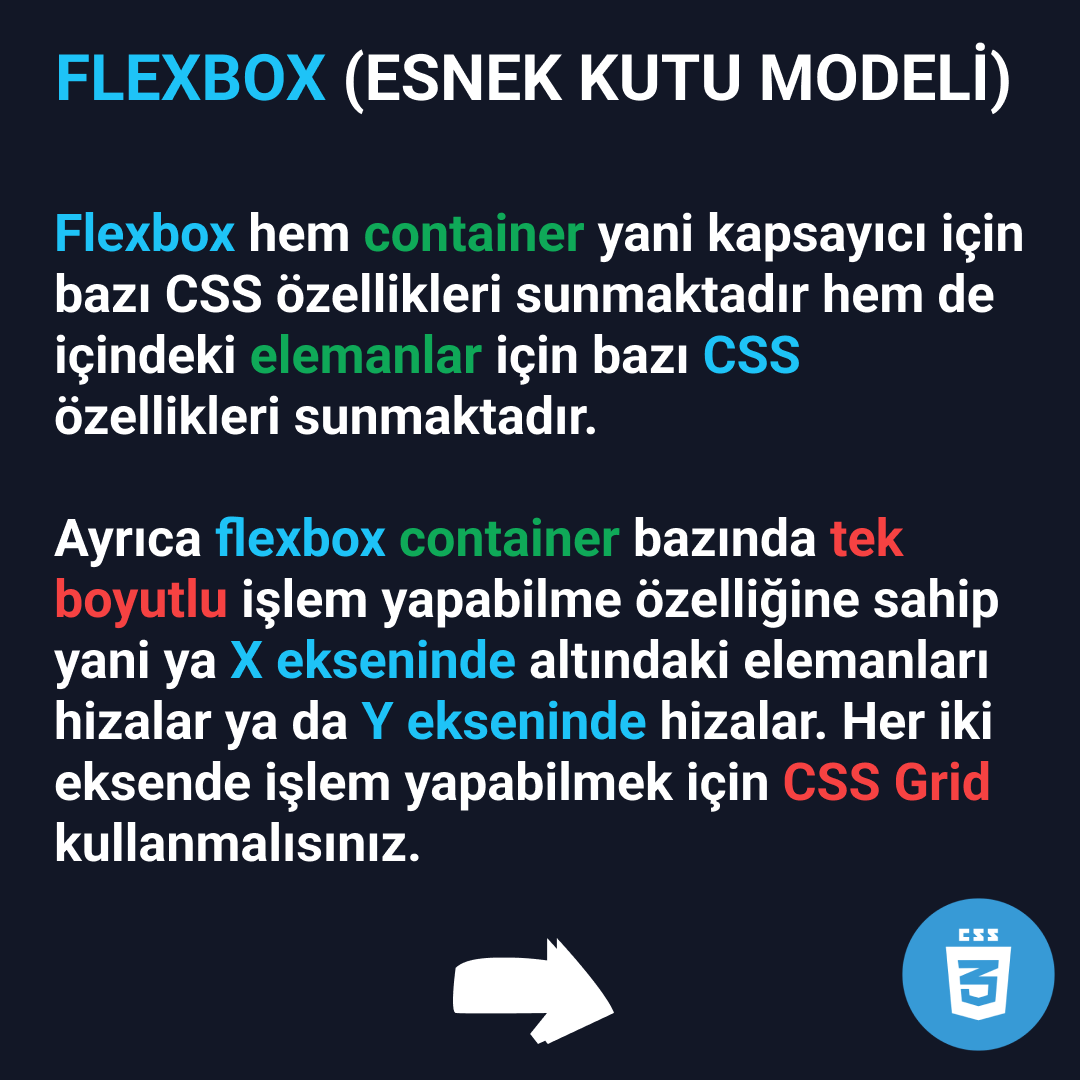 FLEXBOX (ESNEK KUTU MODELİ)
Flexbox hem container yani kapsayıcı için
bazı CSS özellikleri sunmaktadır hem de
içindeki elemanlar için bazı CSS
özellikleri sunmaktadır.
Ayrıca flexbox container bazında tek
boyutlu işlem yapabilme özelliğine sahip
yani ya X ekseninde altındaki elemanları
hizalar ya da Y ekseninde hizalar. Her iki
eksende işlem yapabilmek için CSS Grid
kullanmalısınız.
CSS
3